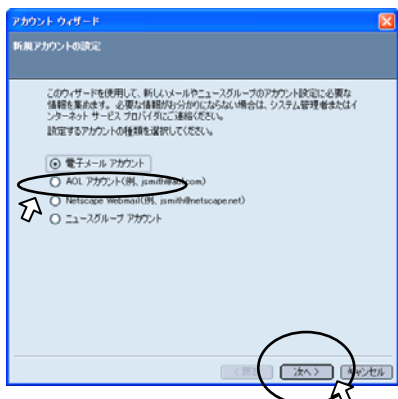 アカウント ウィザード
新規アカウントの設定
このウィザードを使用して、新しいメールやニュースグループのアカウント設定に必要な
情報を集めます。必要な情報がお分かりにならない場合は、システム管理者またはイ
ンターネット サービス プロバイダにご連絡ください。
設定するアカウントの種類を選択してください。
電子メール アカウント
AOL アカウント(例、jsmith@aol.com)
Netscape Webmail(例、jsmith@netscape.net)
ニュースグループ アカウント
次へ > キャンセル